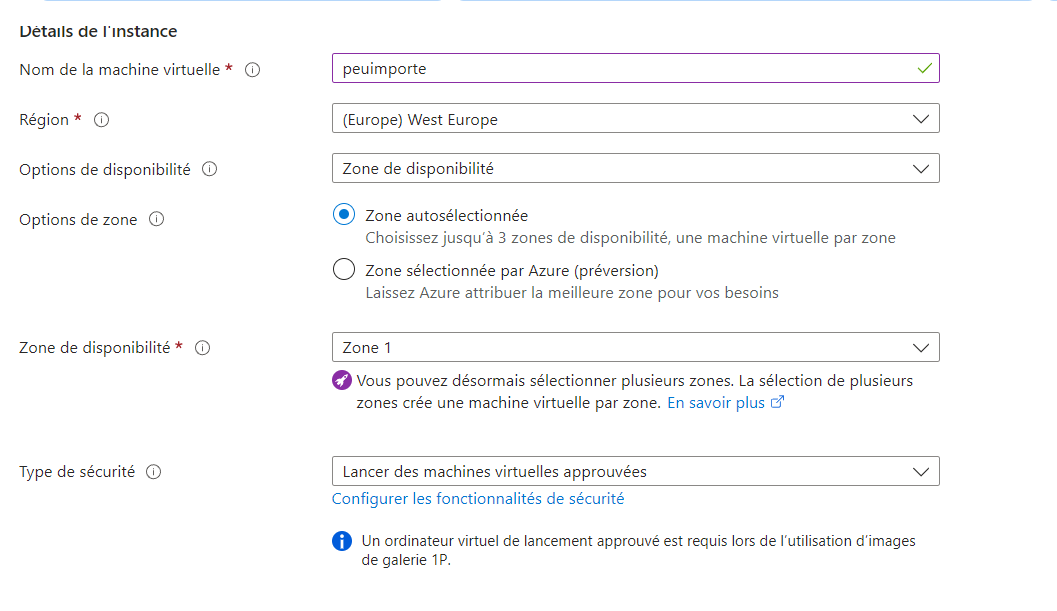 Détails de l'instance
Nom de la machine virtuelle *
peuimporte
Région *
(Europe) West Europe
Options de disponibilité
Zone de disponibilité
Options de zone
Zone autosélectionnée
Choisissez jusqu'à 3 zones de disponibilité, une machine virtuelle par zone
Zone sélectionnée par Azure (préversion)
Laissez Azure attribuer la meilleure zone pour vos besoins
Zone de disponibilité *
Zone 1
Vous pouvez désormais sélectionner plusieurs zones. La sélection de plusieurs
zones crée une machine virtuelle par zone. En savoir plus
Type de sécurité
Lancer des machines virtuelles approuvées
Configurer les fonctionnalités de sécurité
Un ordinateur virtuel de lancement approuvé est requis lors de l'utilisation d'images
de galerie 1P.